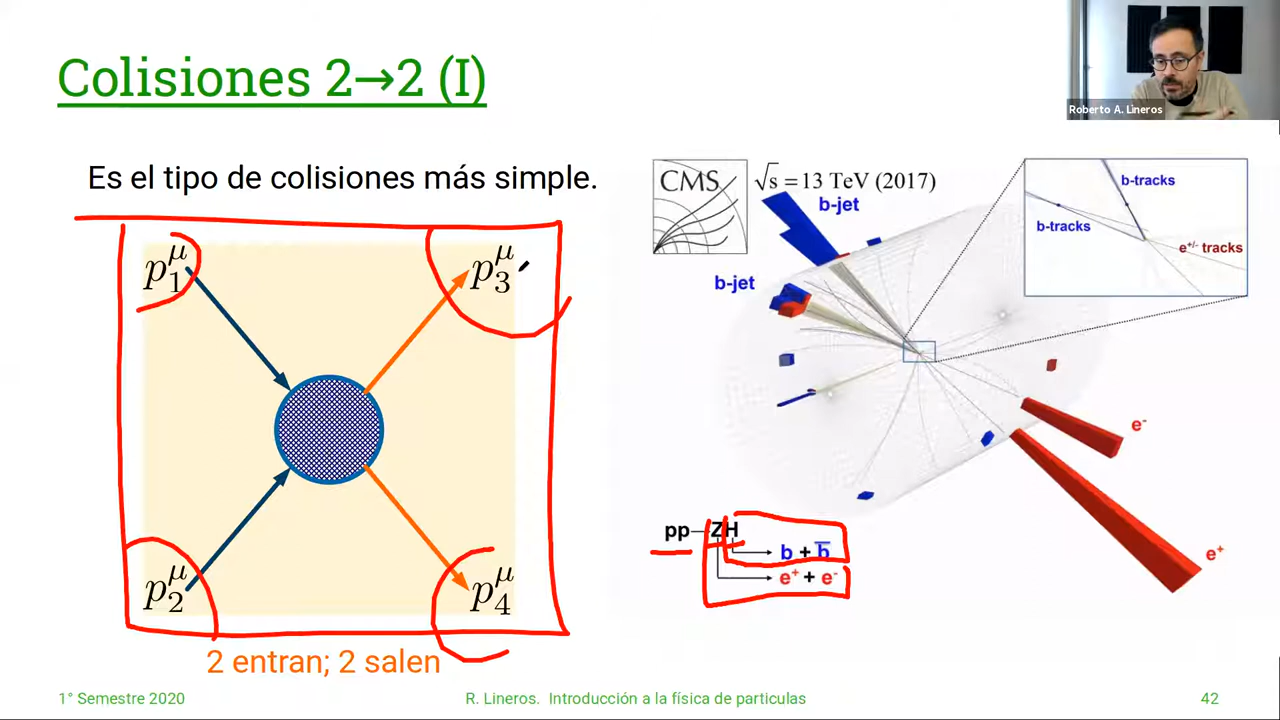 Colisiones 2→2 (I)
Roberto A. Lineros
Es el tipo de colisiones más simple.
p₁^μ
p₃^μ
p₂^μ
p₄^μ
2 entran; 2 salen
CMS
√s = 13 TeV (2017)
b-jet
b-jet
b-tracks
b-tracks
e^+/- tracks
e⁻
e⁺
pp—ZH
b + b̅
e⁺ + e⁻
1° Semestre 2020
R. Lineros. Introducción a la física de particulas
42